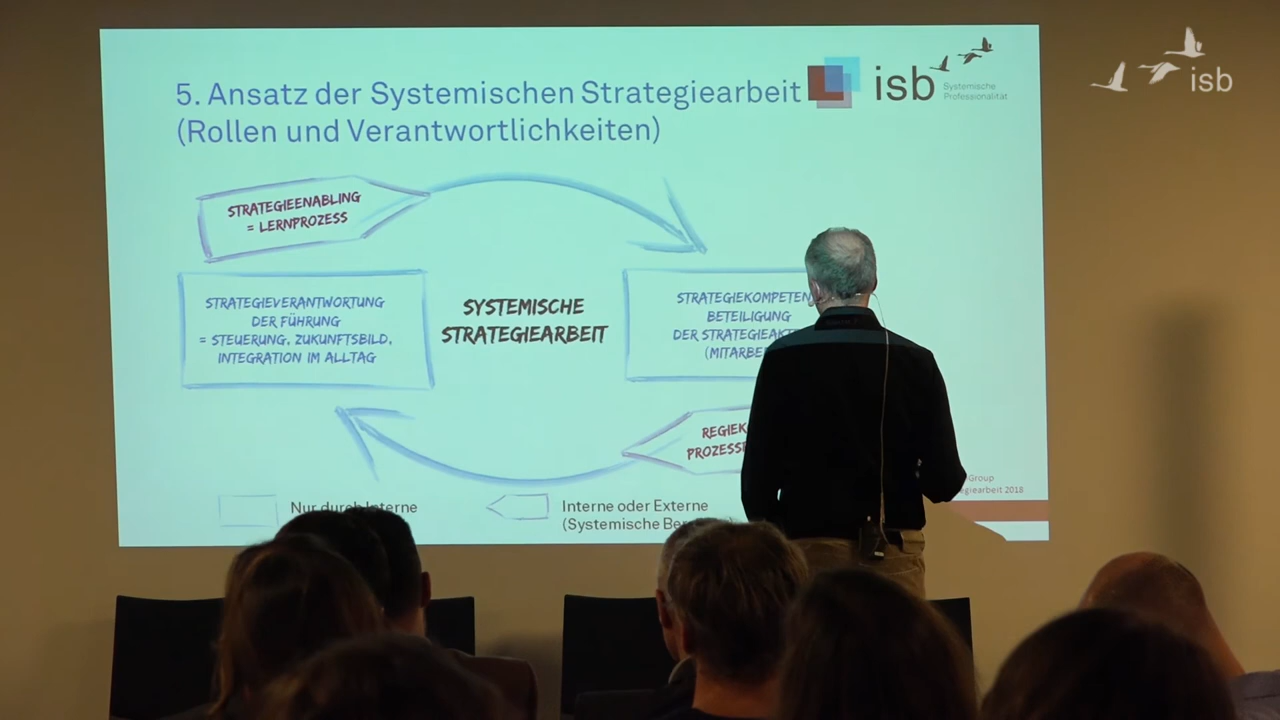 5. Ansatz der Systemischen Strategiearbeit
(Rollen und Verantwortlichkeiten)
isb
Systemische
Professionalität
isb
STRATEGIEENABLING
= LERNPROZESS
STRATEGIEVERANTWORTUNG
DER FÜHRUNG
= STEUERUNG, ZUKUNFTSBILD,
INTEGRATION IM ALLTAG
SYSTEMISCHE
STRATEGIEARBEIT
BETEILIGUNG
DER
Nur durch Interne
Interne oder Externe
(Systemische
Group
2018